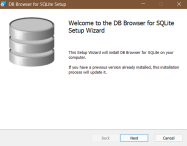 DB Browser for SQLite Setup
Welcome to the DB Browser for SQLite
Setup Wizard
This Setup Wizard will install DB Browser for SQLite on your
computer.
If you have a previous version already installed, this installation
process will update it.
Back
Next
Cancel